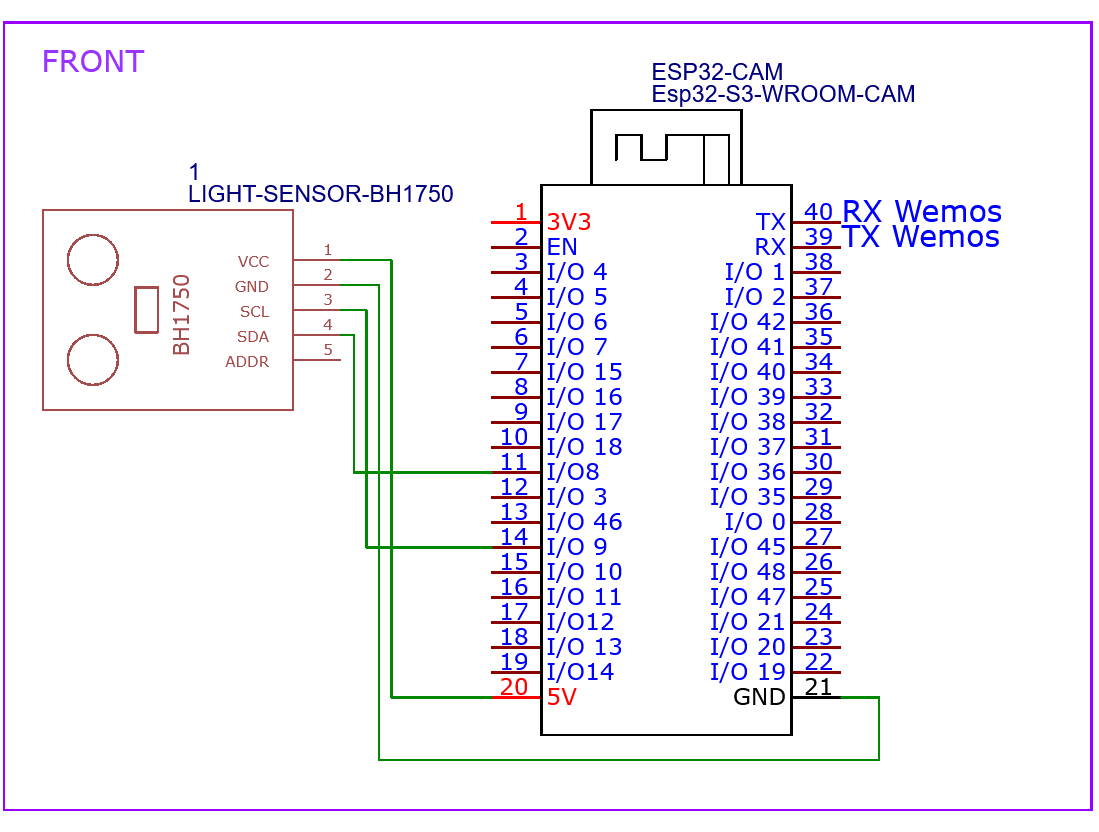 FRONT
ESP32-CAM
Esp32-S3-WROOM-CAM
1
LIGHT-SENSOR-BH1750
BH1750
VCC 1
GND 2
SCL 3
SDA 4
ADDR 5
1 3V3
2 EN
3 I/O 4
4 I/O 5
5 I/O 6
6 I/O 7
7 I/O 15
8 I/O 16
9 I/O 17
10 I/O 18
11 I/O8
12 I/O 3
13 I/O 46
14 I/O 9
15 I/O 10
16 I/O 11
17 I/O12
18 I/O 13
19 I/O14
20 5V
TX 40 RX Wemos
RX 39 TX Wemos
I/O 1 38
I/O 2 37
I/O 42 36
I/O 41 35
I/O 40 34
I/O 39 33
I/O 38 32
I/O 37 31
I/O 36 30
I/O 35 29
I/O 0 28
I/O 45 27
I/O 48 26
I/O 47 25
I/O 21 24
I/O 20 23
I/O 19 22
GND 21